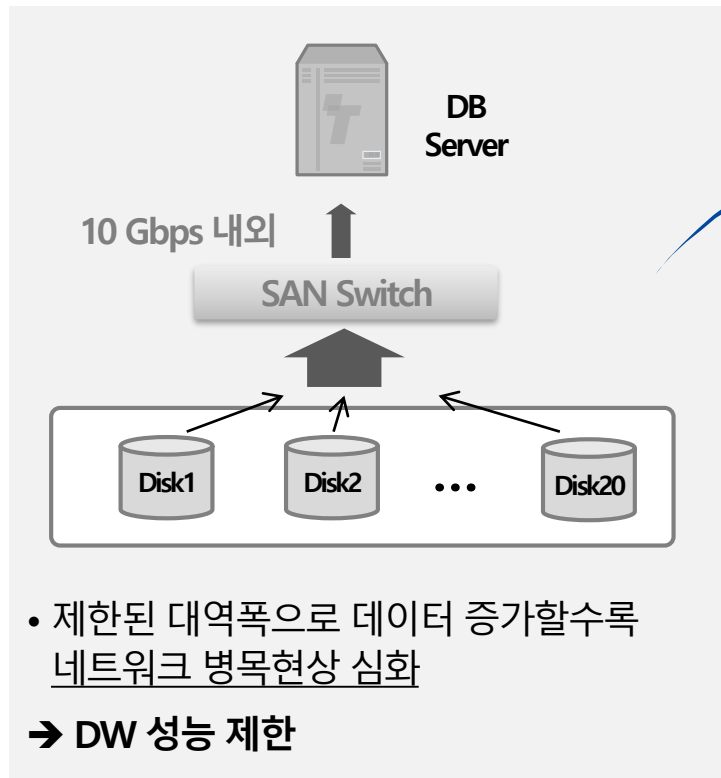 DB
Server
10 Gbps 내외
SAN Switch
Disk1 Disk2 ••• Disk20
• 제한된 대역폭으로 데이터 증가할수록
네트워크 병목현상 심화
➔ DW 성능 제한